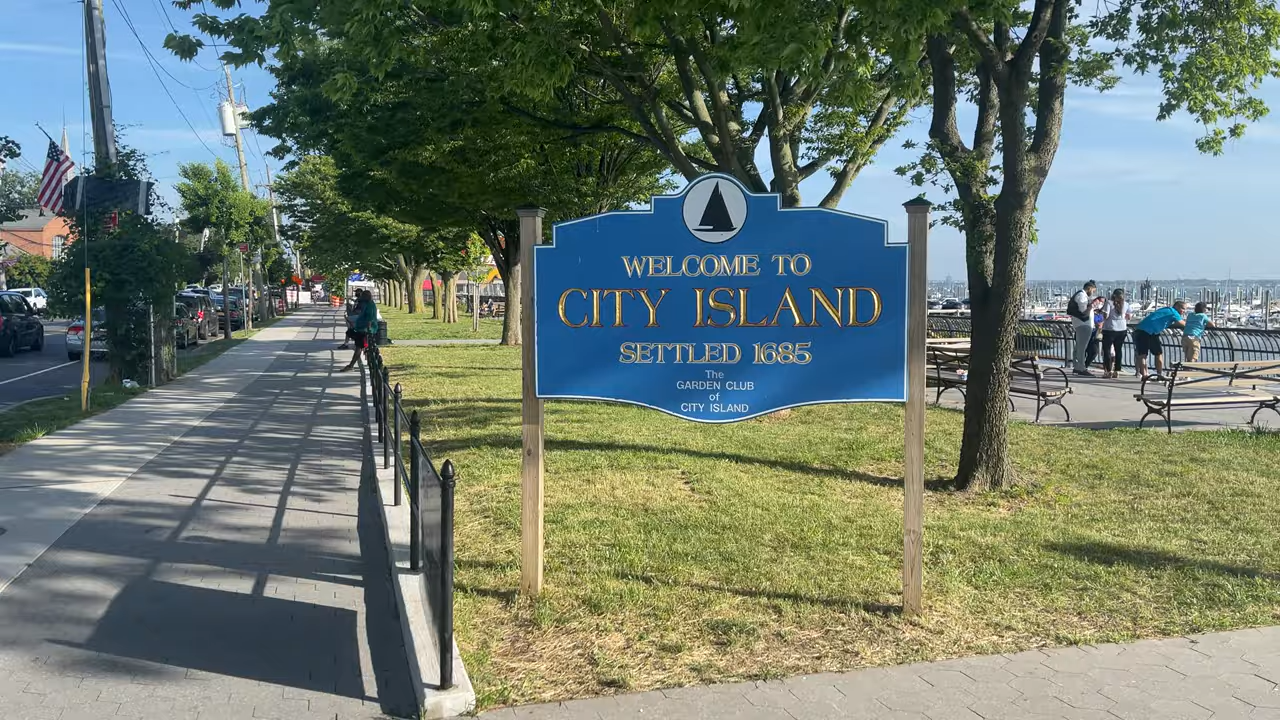 WELCOME TO
CITY ISLAND
SETTLED 1685
The
GARDEN CLUB
of
CITY ISLAND